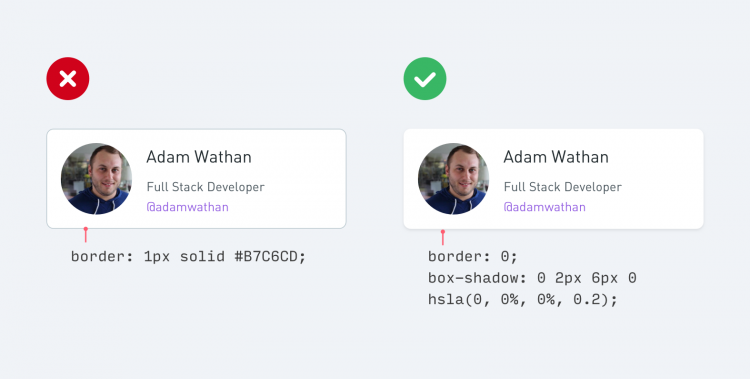 Adam Wathan
Full Stack Developer
@adamwathan
border: 1px solid #B7C6CD;
Adam Wathan
Full Stack Developer
@adamwathan
border: 0;
box-shadow: 0 2px 6px 0
hsla(0, 0%, 0%, 0.2);